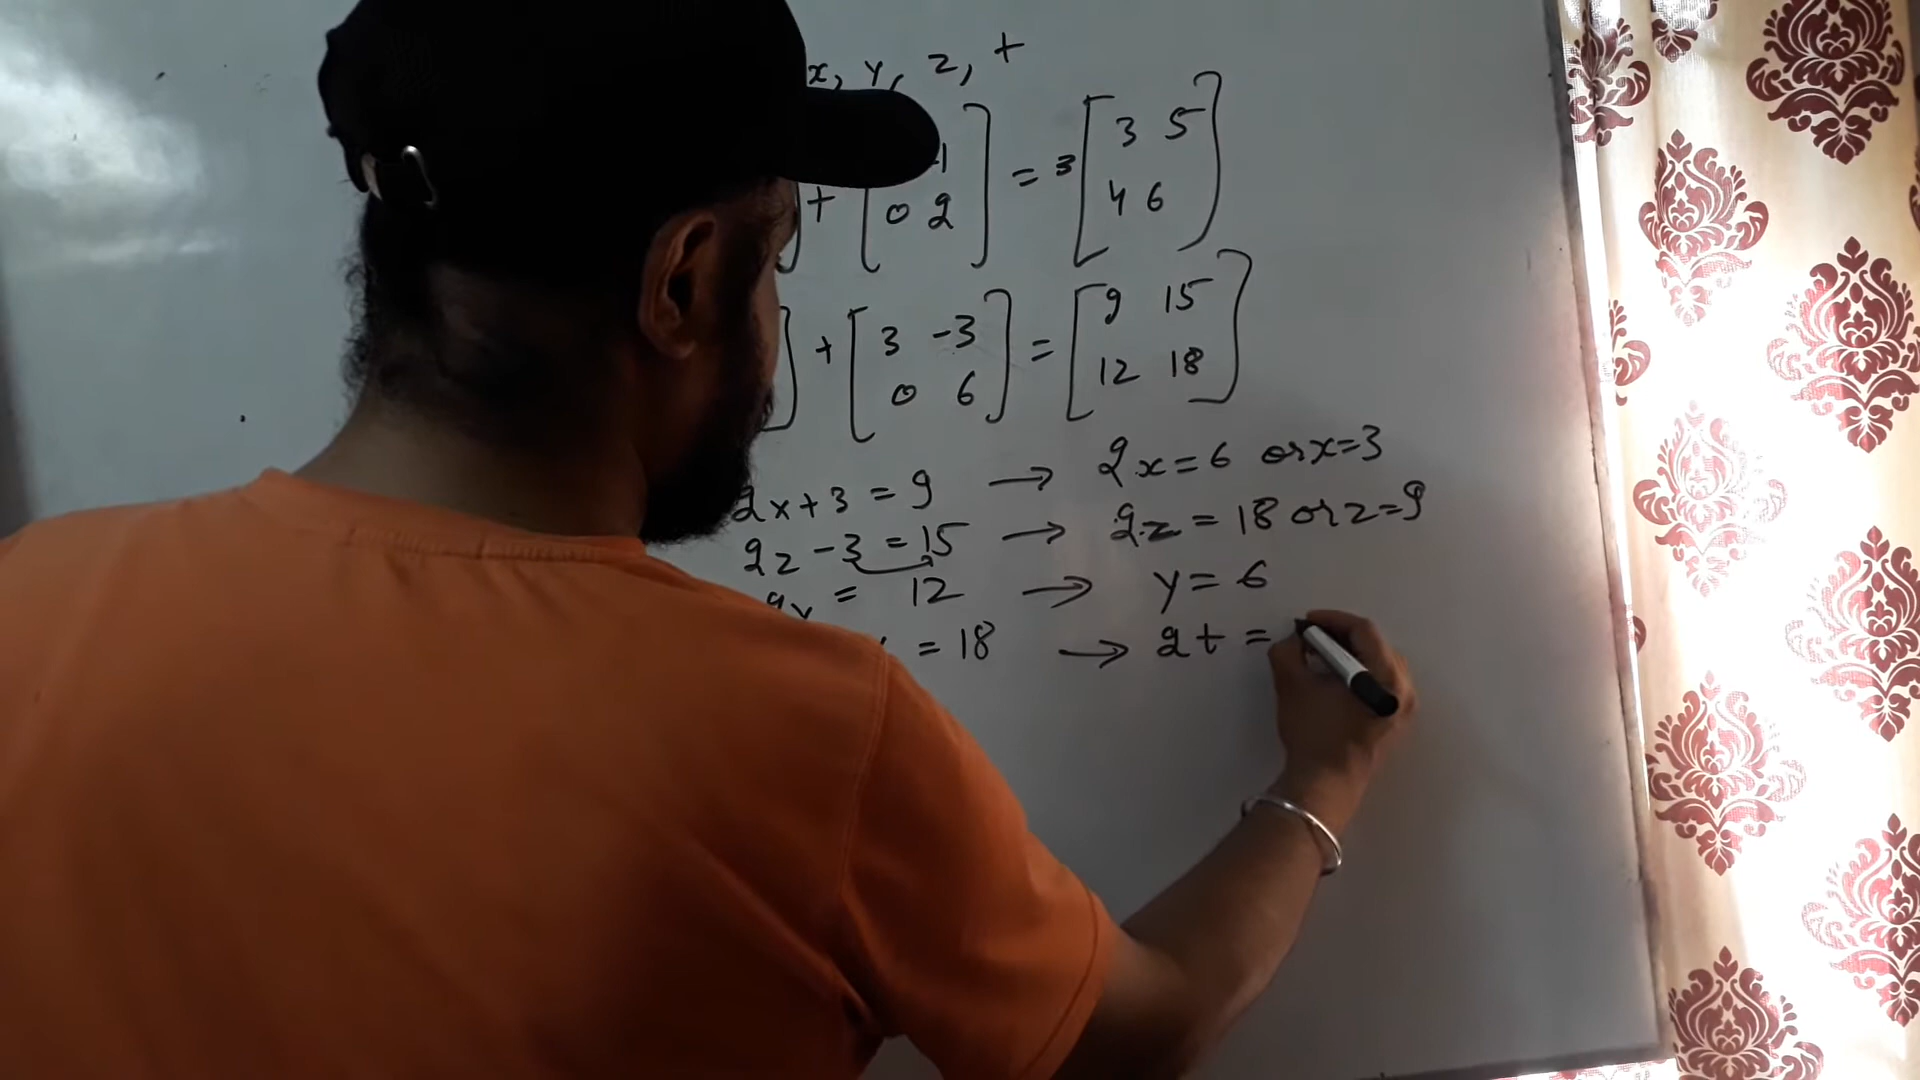 x, y, z, t
+ [ -1 ] = 3 [ 3 5 ]
[ 0 2 ] [ 4 6 ]
] + [ 3 -3 ] = [ 9 15 ]
[ 0 6 ] [ 12 18 ]
2x+3 = 9 → 2x = 6 or x=3
2z -3 = 15 → 2z = 18 or z=9
2y = 12 → y = 6
= 18 → 2t =